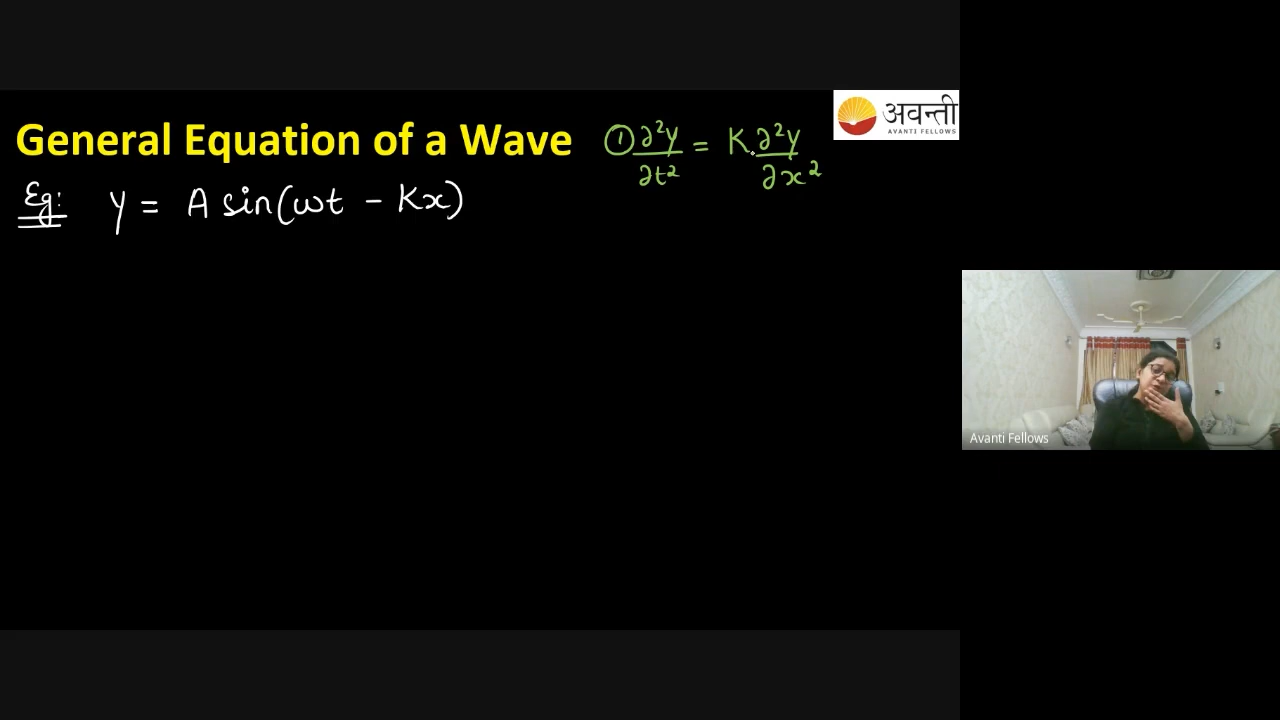 General Equation of a Wave ① ∂²y/∂t² = K ∂²y/∂x²
अवन्ती
AVANTI FELLOWS
Eg: y = A sin(ωt - Kx)
Avanti Fellows